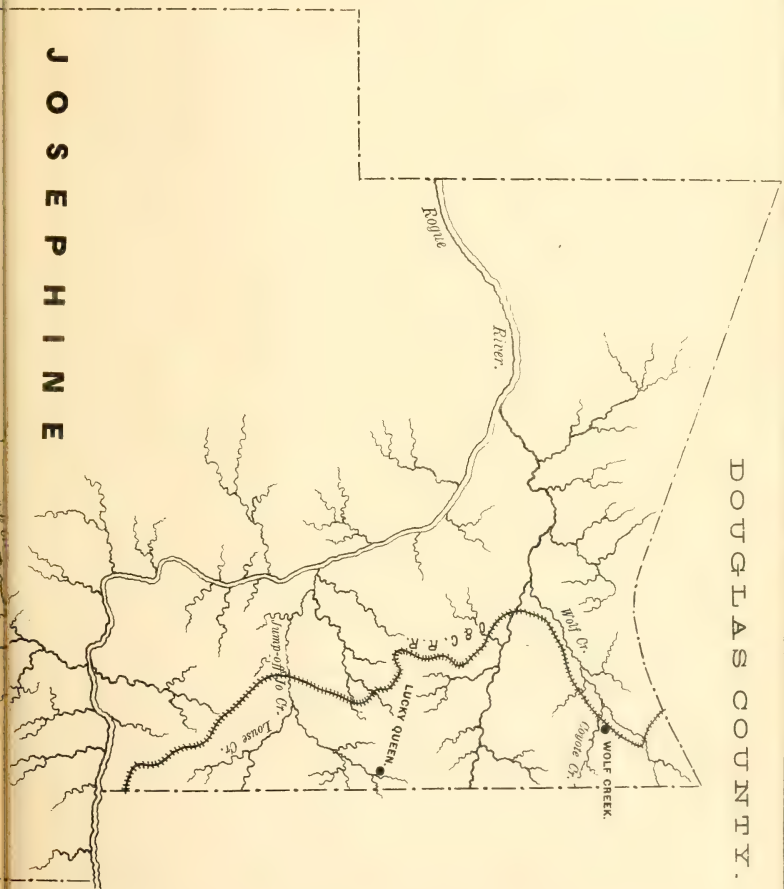 JOSEPHINE
DOUGLAS COUNTY.
Rogue
River.
Wolf Cr.
O & C. R. R.
WOLF CREEK.
Coyote Cr.
LUCKY QUEEN.
Jump-off Jo Cr.
Louse Cr.